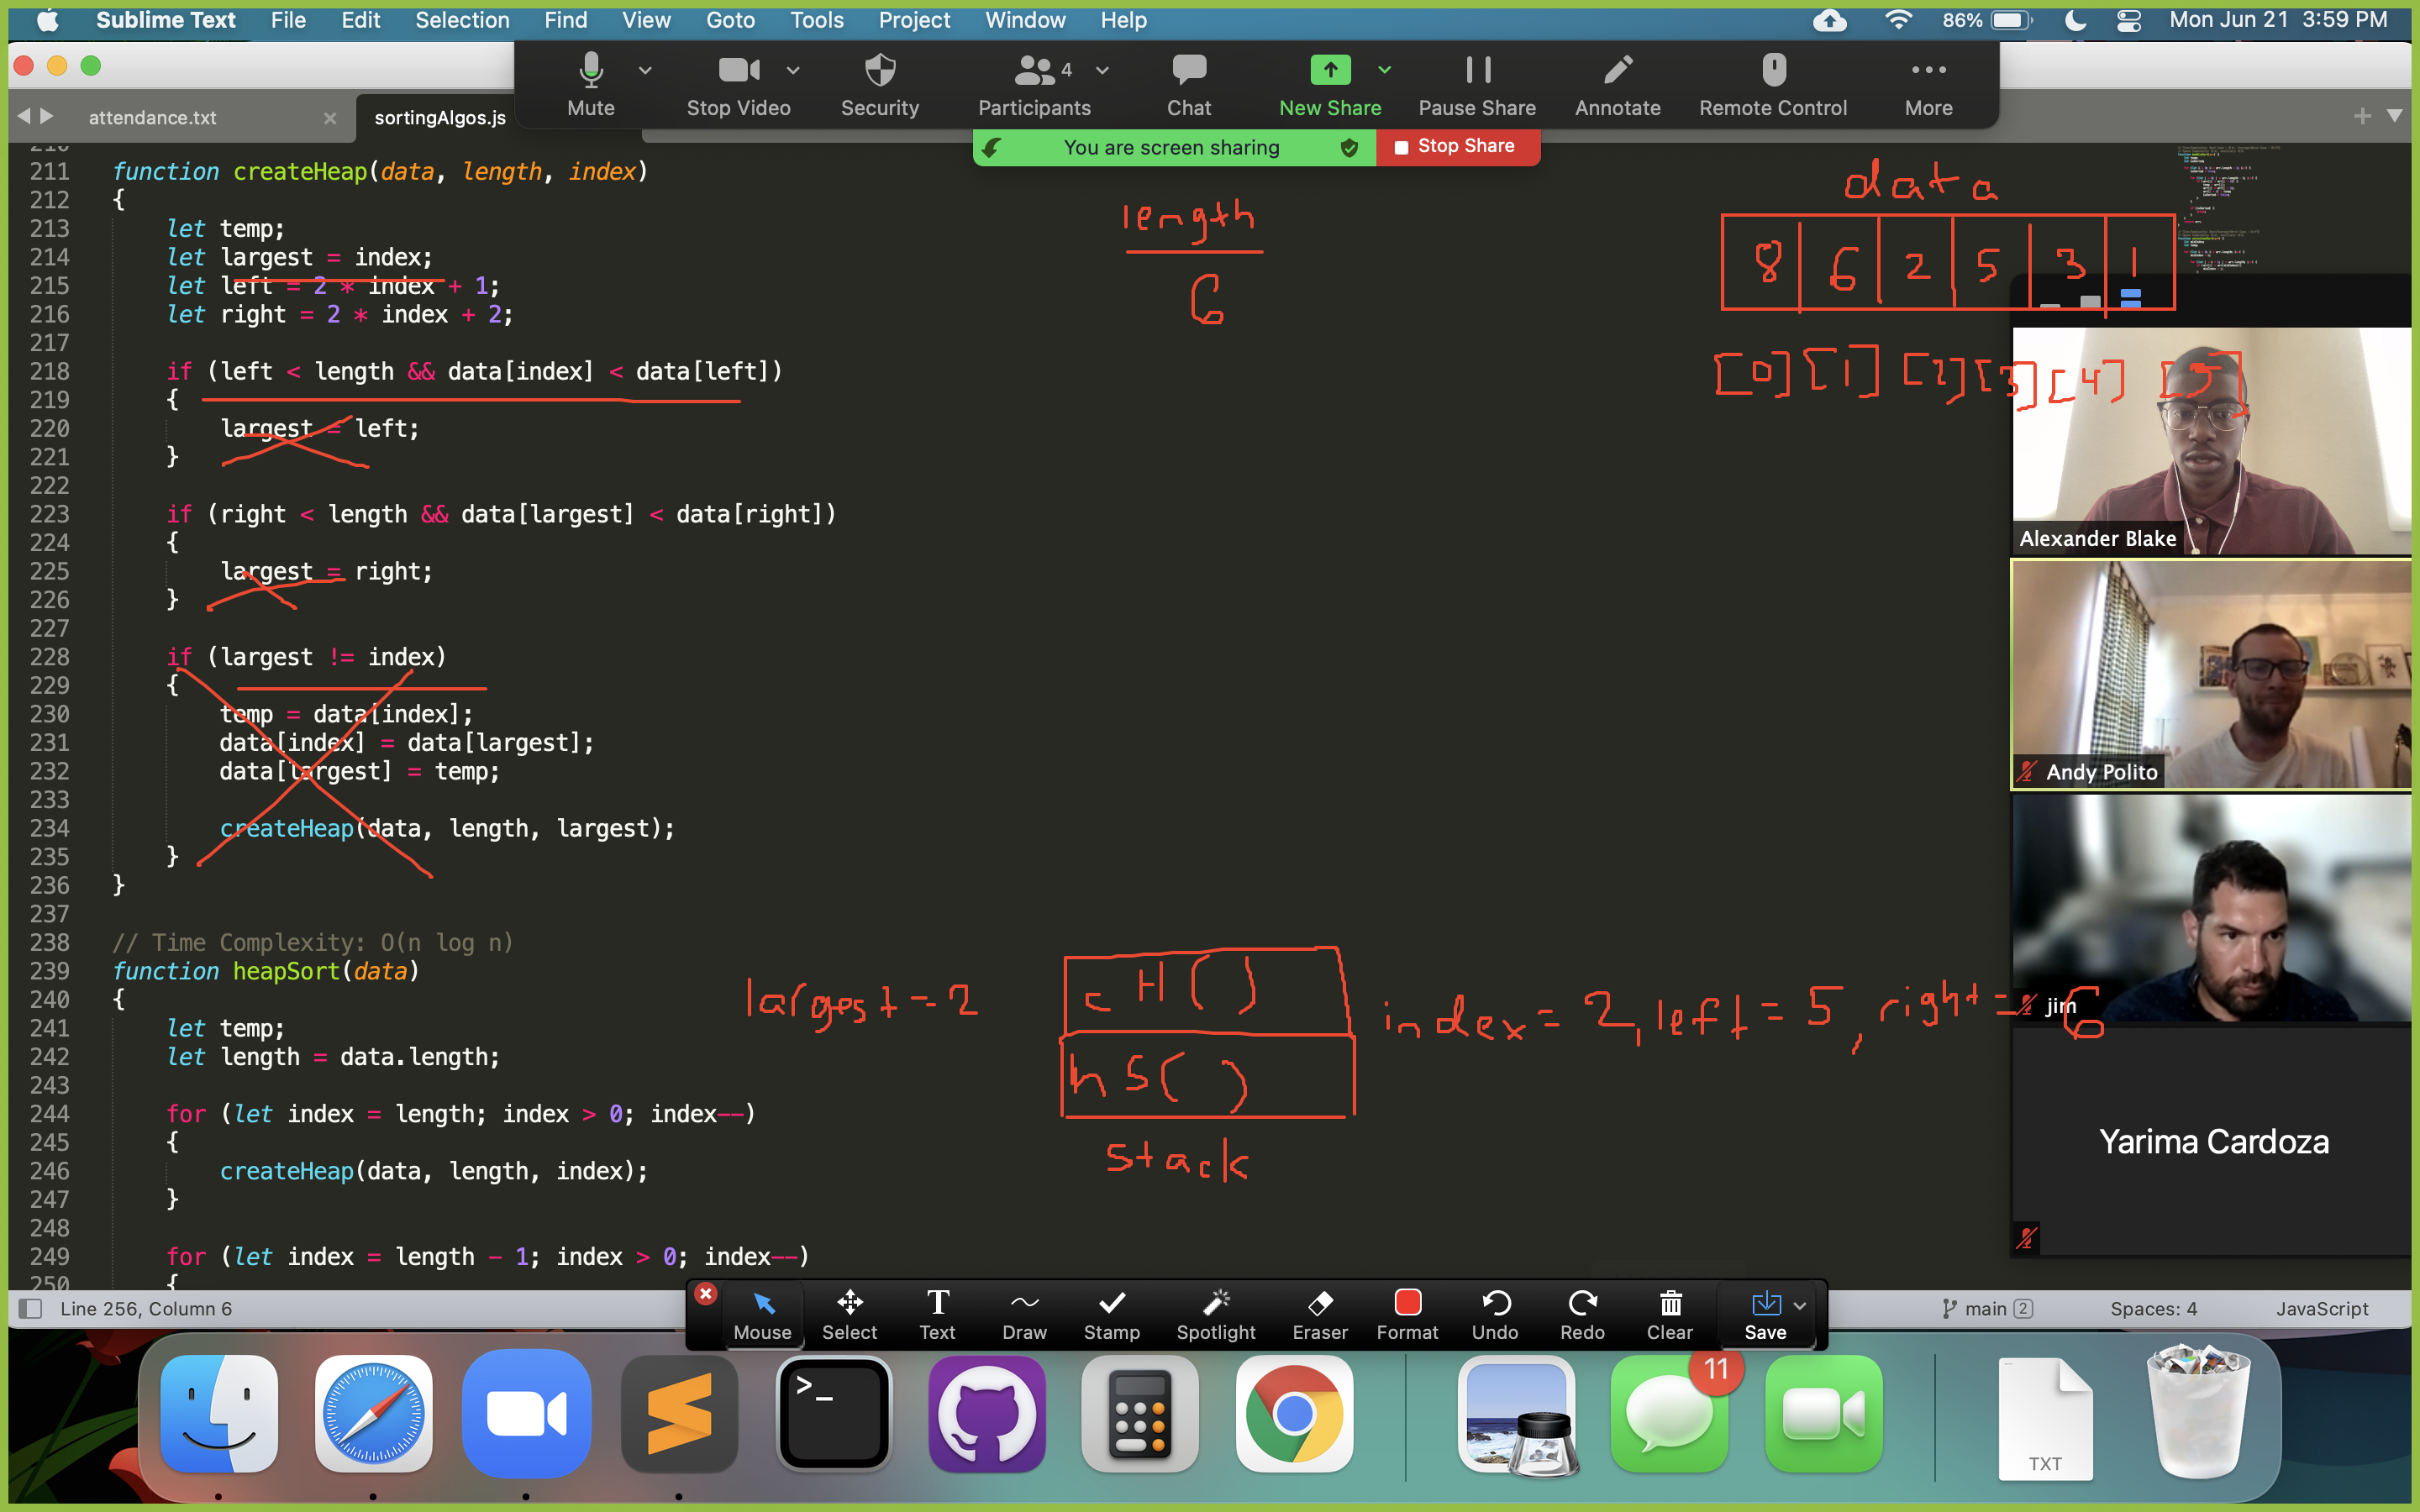 Sublime Text File Edit Selection Find View Goto Tools Project Window Help 86% Mon Jun 21 3:59 PM
Mute Stop Video Security Participants 4 Chat New Share Pause Share Annotate Remote Control More
attendance.txt sortingAlgos.js
You are screen sharing Stop Share
210
211 function createHeap(data, length, index)
212 {
213 let temp;
214 let largest = index;
215 let left = 2 * index + 1;
216 let right = 2 * index + 2;
217
218 if (left < length && data[index] < data[left])
219 {
220 largest = left;
221 }
222
223 if (right < length && data[largest] < data[right])
224 {
225 largest = right;
226 }
227
228 if (largest != index)
229 {
230 temp = data[index];
231 data[index] = data[largest];
232 data[largest] = temp;
233
234 createHeap(data, length, largest);
235 }
236 }
237
238 // Time Complexity: O(n log n)
239 function heapSort(data)
240 {
241 let temp;
242 let length = data.length;
243
244 for (let index = length; index > 0; index--)
245 {
246 createHeap(data, length, index);
247 }
248
249 for (let index = length - 1; index > 0; index--)
250 {
length
6
data
8 6 2 5 3 1
[0] [1] [2] [3] [4] [5]
largest = 2
cH()
index = 2, left = 5, right = 6
hS()
stack
Alexander Blake
Andy Polito
jim
Yarima Cardoza
Line 256, Column 6 main 2 Spaces: 4 JavaScript
Mouse Select Text Draw Stamp Spotlight Eraser Format Undo Redo Clear Save
11
TXT